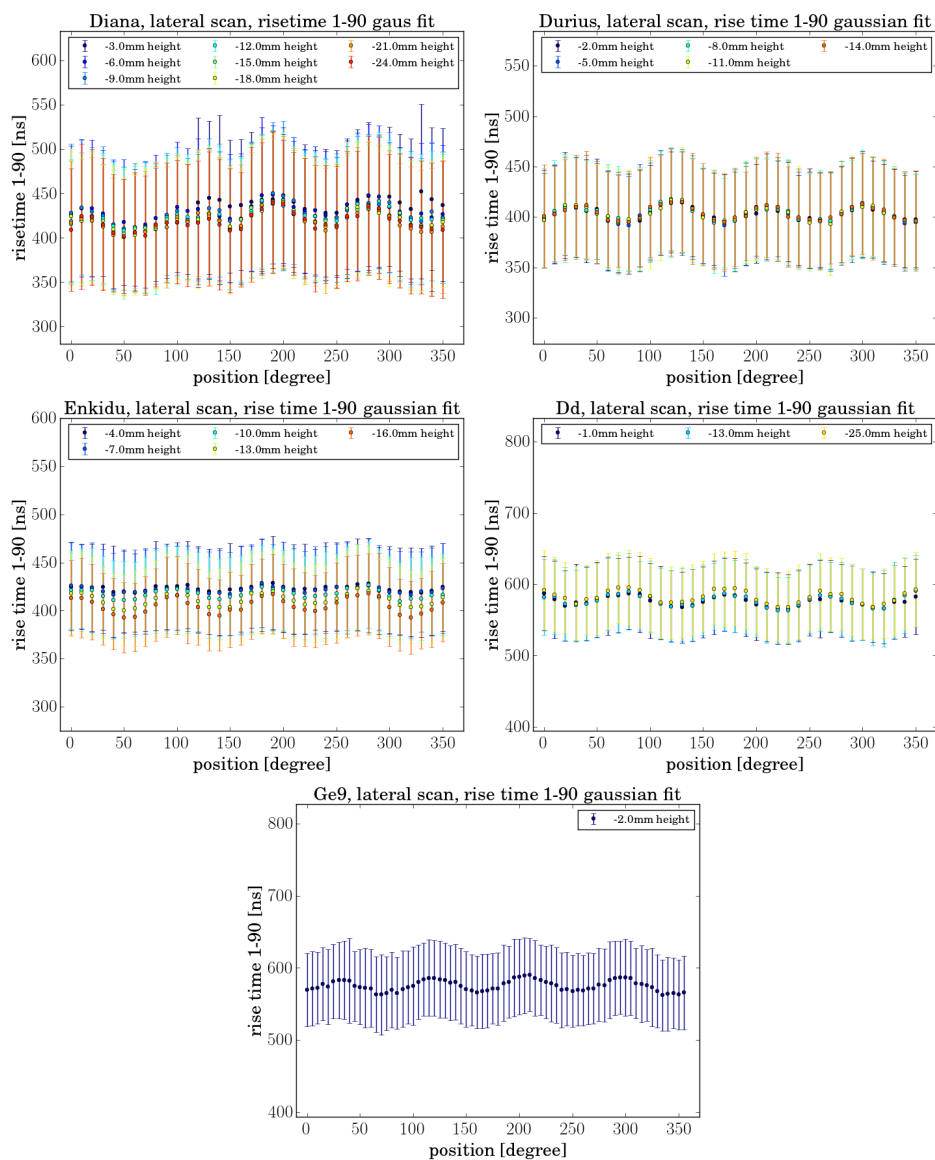 Diana, lateral scan, risetime 1-90 gaus fit
-3.0mm height -12.0mm height -21.0mm height
-6.0mm height -15.0mm height -24.0mm height
-9.0mm height -18.0mm height
600
550
500
450
400
350
300
risetime 1-90 [ns]
0 50 100 150 200 250 300 350
position [degree]
Durius, lateral scan, rise time 1-90 gaussian fit
-2.0mm height -8.0mm height -14.0mm height
-5.0mm height -11.0mm height
550
500
450
400
350
300
rise time 1-90 [ns]
0 50 100 150 200 250 300 350
position [degree]
Enkidu, lateral scan, rise time 1-90 gaussian fit
-4.0mm height -10.0mm height -16.0mm height
-7.0mm height -13.0mm height
600
550
500
450
400
350
300
rise time 1-90 [ns]
0 50 100 150 200 250 300 350
position [degree]
Dd, lateral scan, rise time 1-90 gaussian fit
-1.0mm height -13.0mm height -25.0mm height
800
700
600
500
400
rise time 1-90 [ns]
0 50 100 150 200 250 300 350
position [degree]
Ge9, lateral scan, rise time 1-90 gaussian fit
-2.0mm height
800
700
600
500
400
rise time 1-90 [ns]
0 50 100 150 200 250 300 350
position [degree]